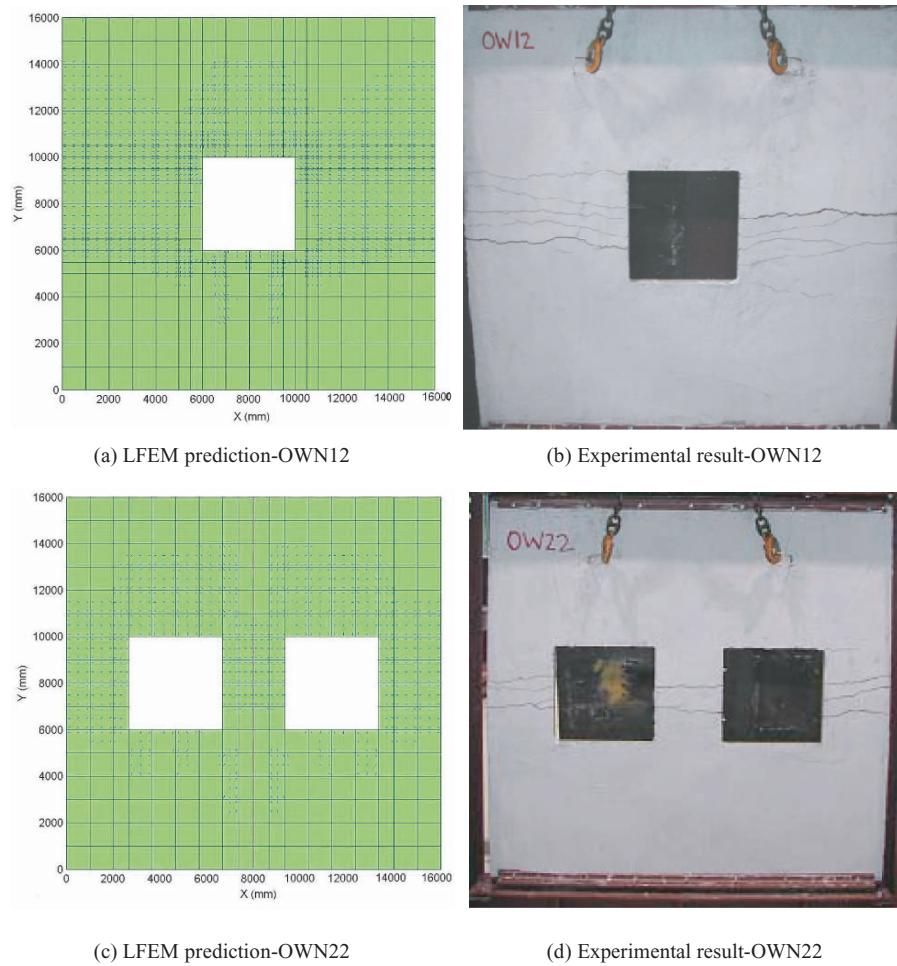 16000
14000
12000
10000
8000
6000
4000
2000
0
Y (mm)
0 2000 4000 6000 8000 10000 12000 14000 16000
X (mm)
OW12
(a) LFEM prediction-OWN12
(b) Experimental result-OWN12
16000
14000
12000
10000
8000
6000
4000
2000
0
Y (mm)
0 2000 4000 6000 8000 10000 12000 14000 16000
X (mm)
OW22
(c) LFEM prediction-OWN22
(d) Experimental result-OWN22